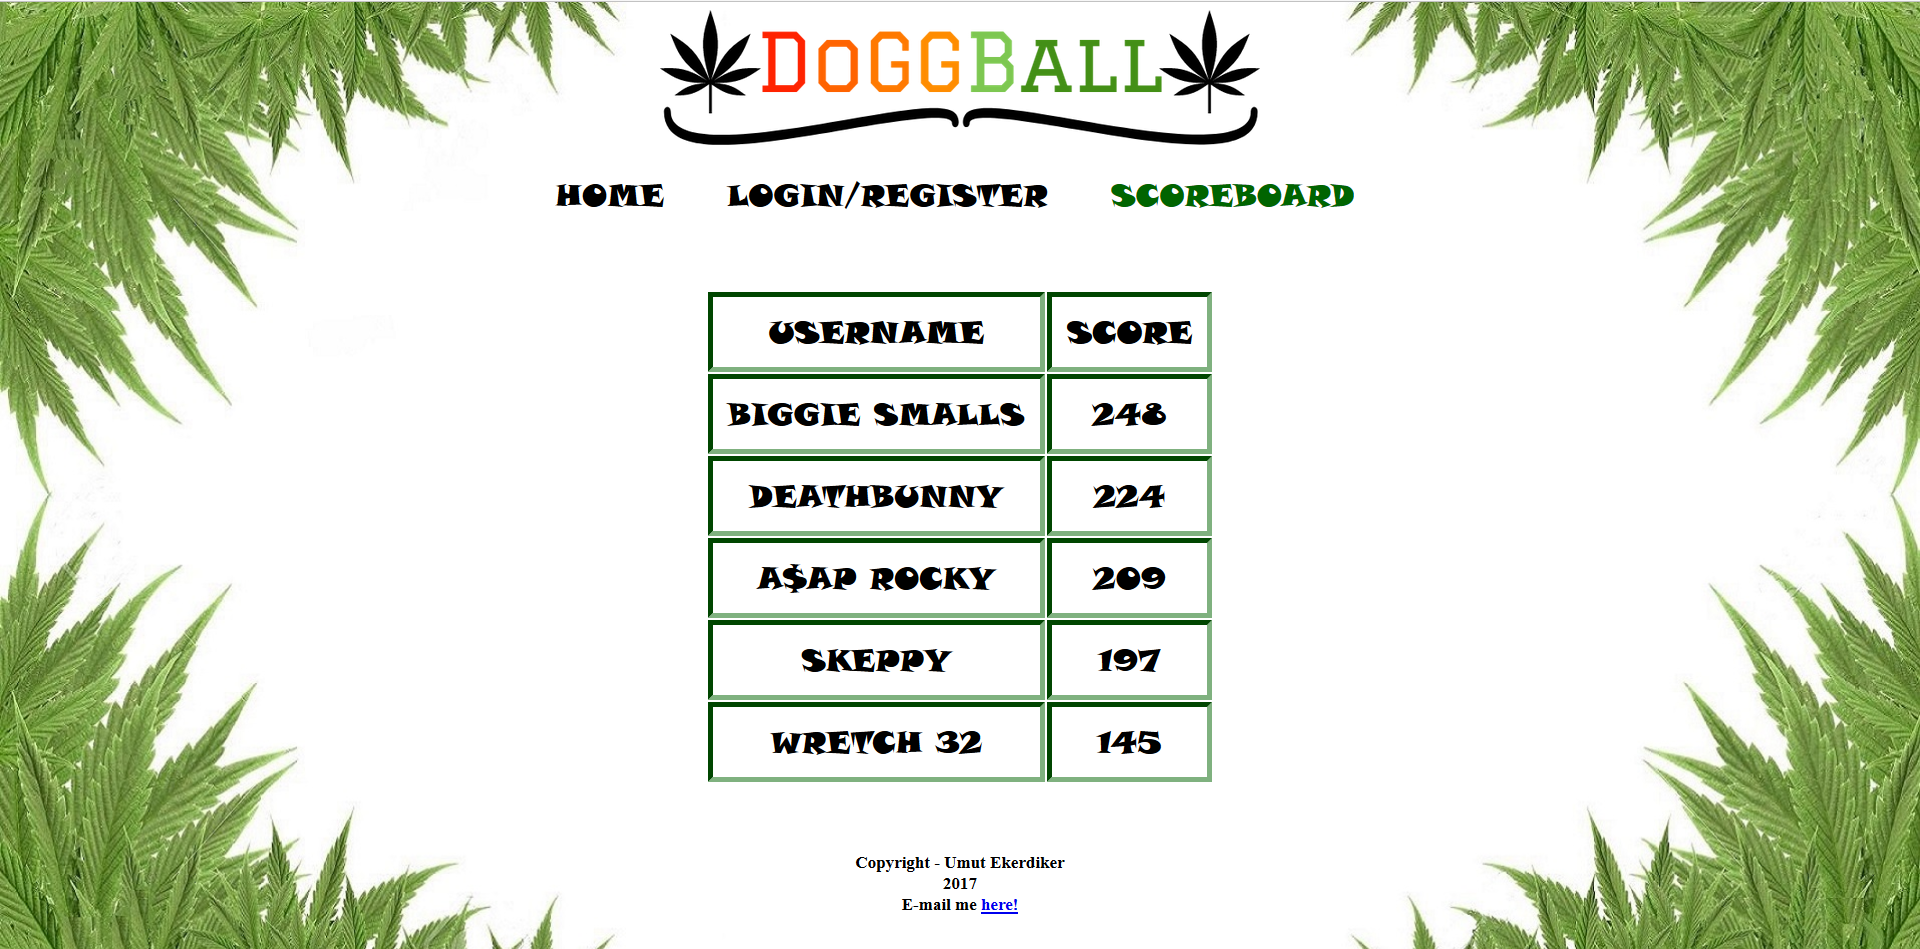 DoGGBALL
HOME LOGIN/REGISTER SCOREBOARD
USERNAME SCORE
BIGGIE SMALLS 248
DEATHBUNNY 224
A$AP ROCKY 209
SKEPPY 197
WRETCH 32 145
Copyright - Umut Ekerdiker
2017
E-mail me here!